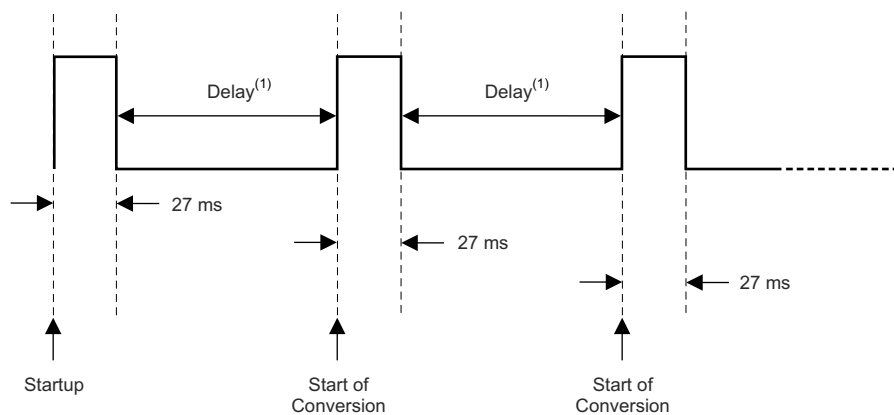 Delay(1)
Delay(1)
27 ms
27 ms
27 ms
Startup
Start of
Conversion
Start of
Conversion